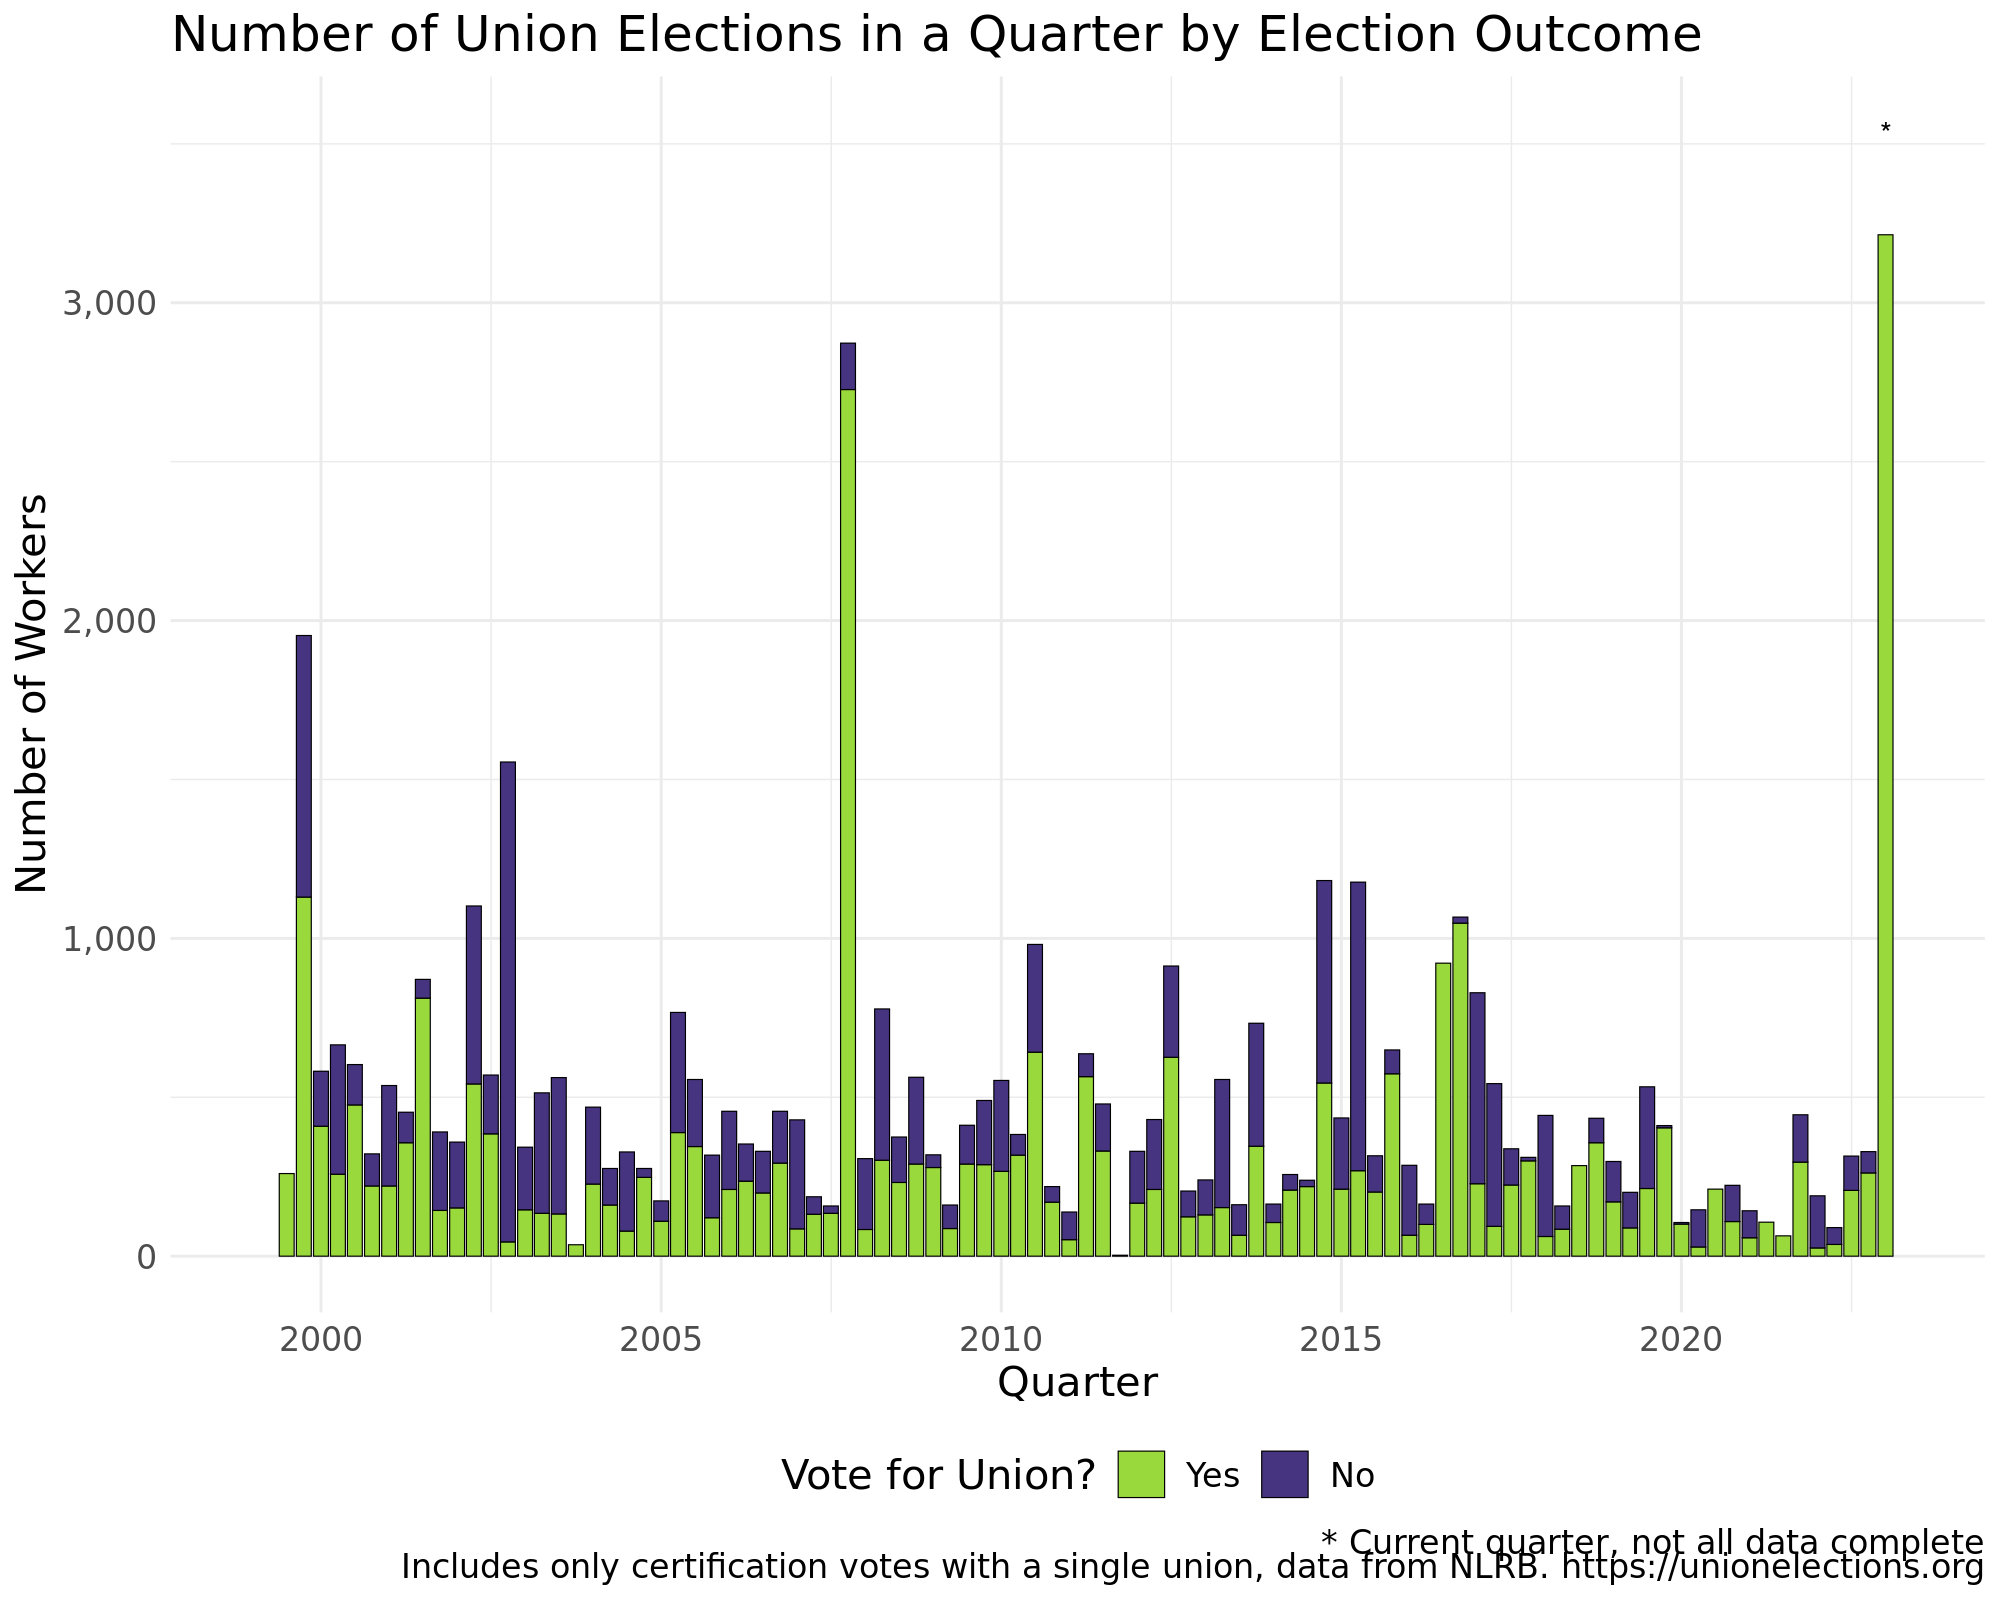 Number of Union Elections in a Quarter by Election Outcome
*
3,000
2,000
1,000
0
Number of Workers
2000 2005 2010 2015 2020
Quarter
Vote for Union? Yes No
* Current quarter, not all data complete
Includes only certification votes with a single union, data from NLRB. https://unionelections.org